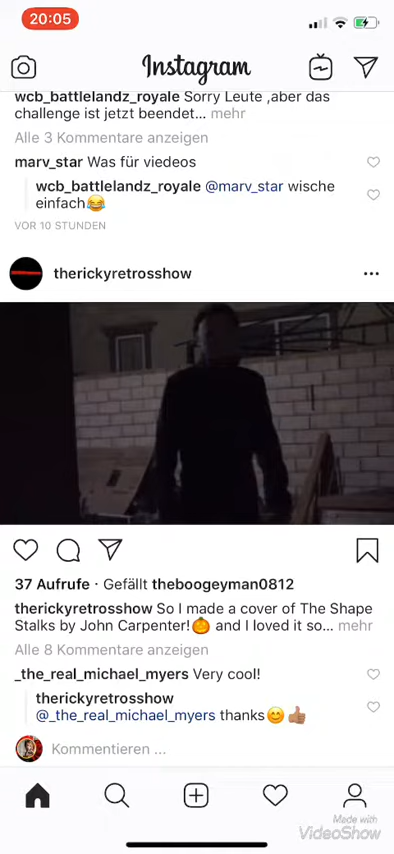 20:05
Instagram
wcb_battlelandz_royale Sorry Leute ,aber das
challenge ist jetzt beendet... mehr
Alle 3 Kommentare anzeigen
marv_star Was für viedeos
wcb_battlelandz_royale @marv_star wische
einfach😂
VOR 10 STUNDEN
therickyretrosshow
37 Aufrufe · Gefällt theboogeyman0812
therickyretrosshow So I made a cover of The Shape
Stalks by John Carpenter!🎃 and I loved it so... mehr
Alle 8 Kommentare anzeigen
_the_real_michael_myers Very cool!
therickyretrosshow
@_the_real_michael_myers thanks😊👍🏽
Kommentieren ...
Made with
VideoShow